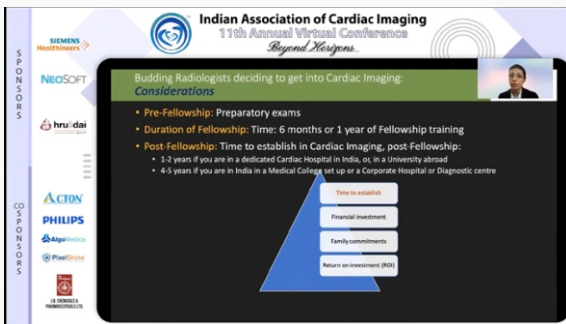 Indian Association of Cardiac Imaging
11th Annual Virtual Conference
Beyond Horizons
SPONSORS
SIEMENS
Healthineers
NEOSOFT
hrudai
CO SPONSORS
ACTON
PHILIPS
AlgoMedica
PixelShine
J.B. CHEMICALS &
PHARMACEUTICALS LTD.
Budding Radiologists deciding to get into Cardiac Imaging:
Considerations
• Pre-Fellowship: Preparatory exams
• Duration of Fellowship: Time: 6 months or 1 year of Fellowship training
• Post-Fellowship: Time to establish in Cardiac Imaging, post-Fellowship:
• 1-2 years if you are in a dedicated Cardiac Hospital in India, or, in a University abroad
• 4-5 years if you are in India in a Medical College set up or a Corporate Hospital or Diagnostic centre
Time to establish
Financial investment
Family commitments
Return on investment (ROI)